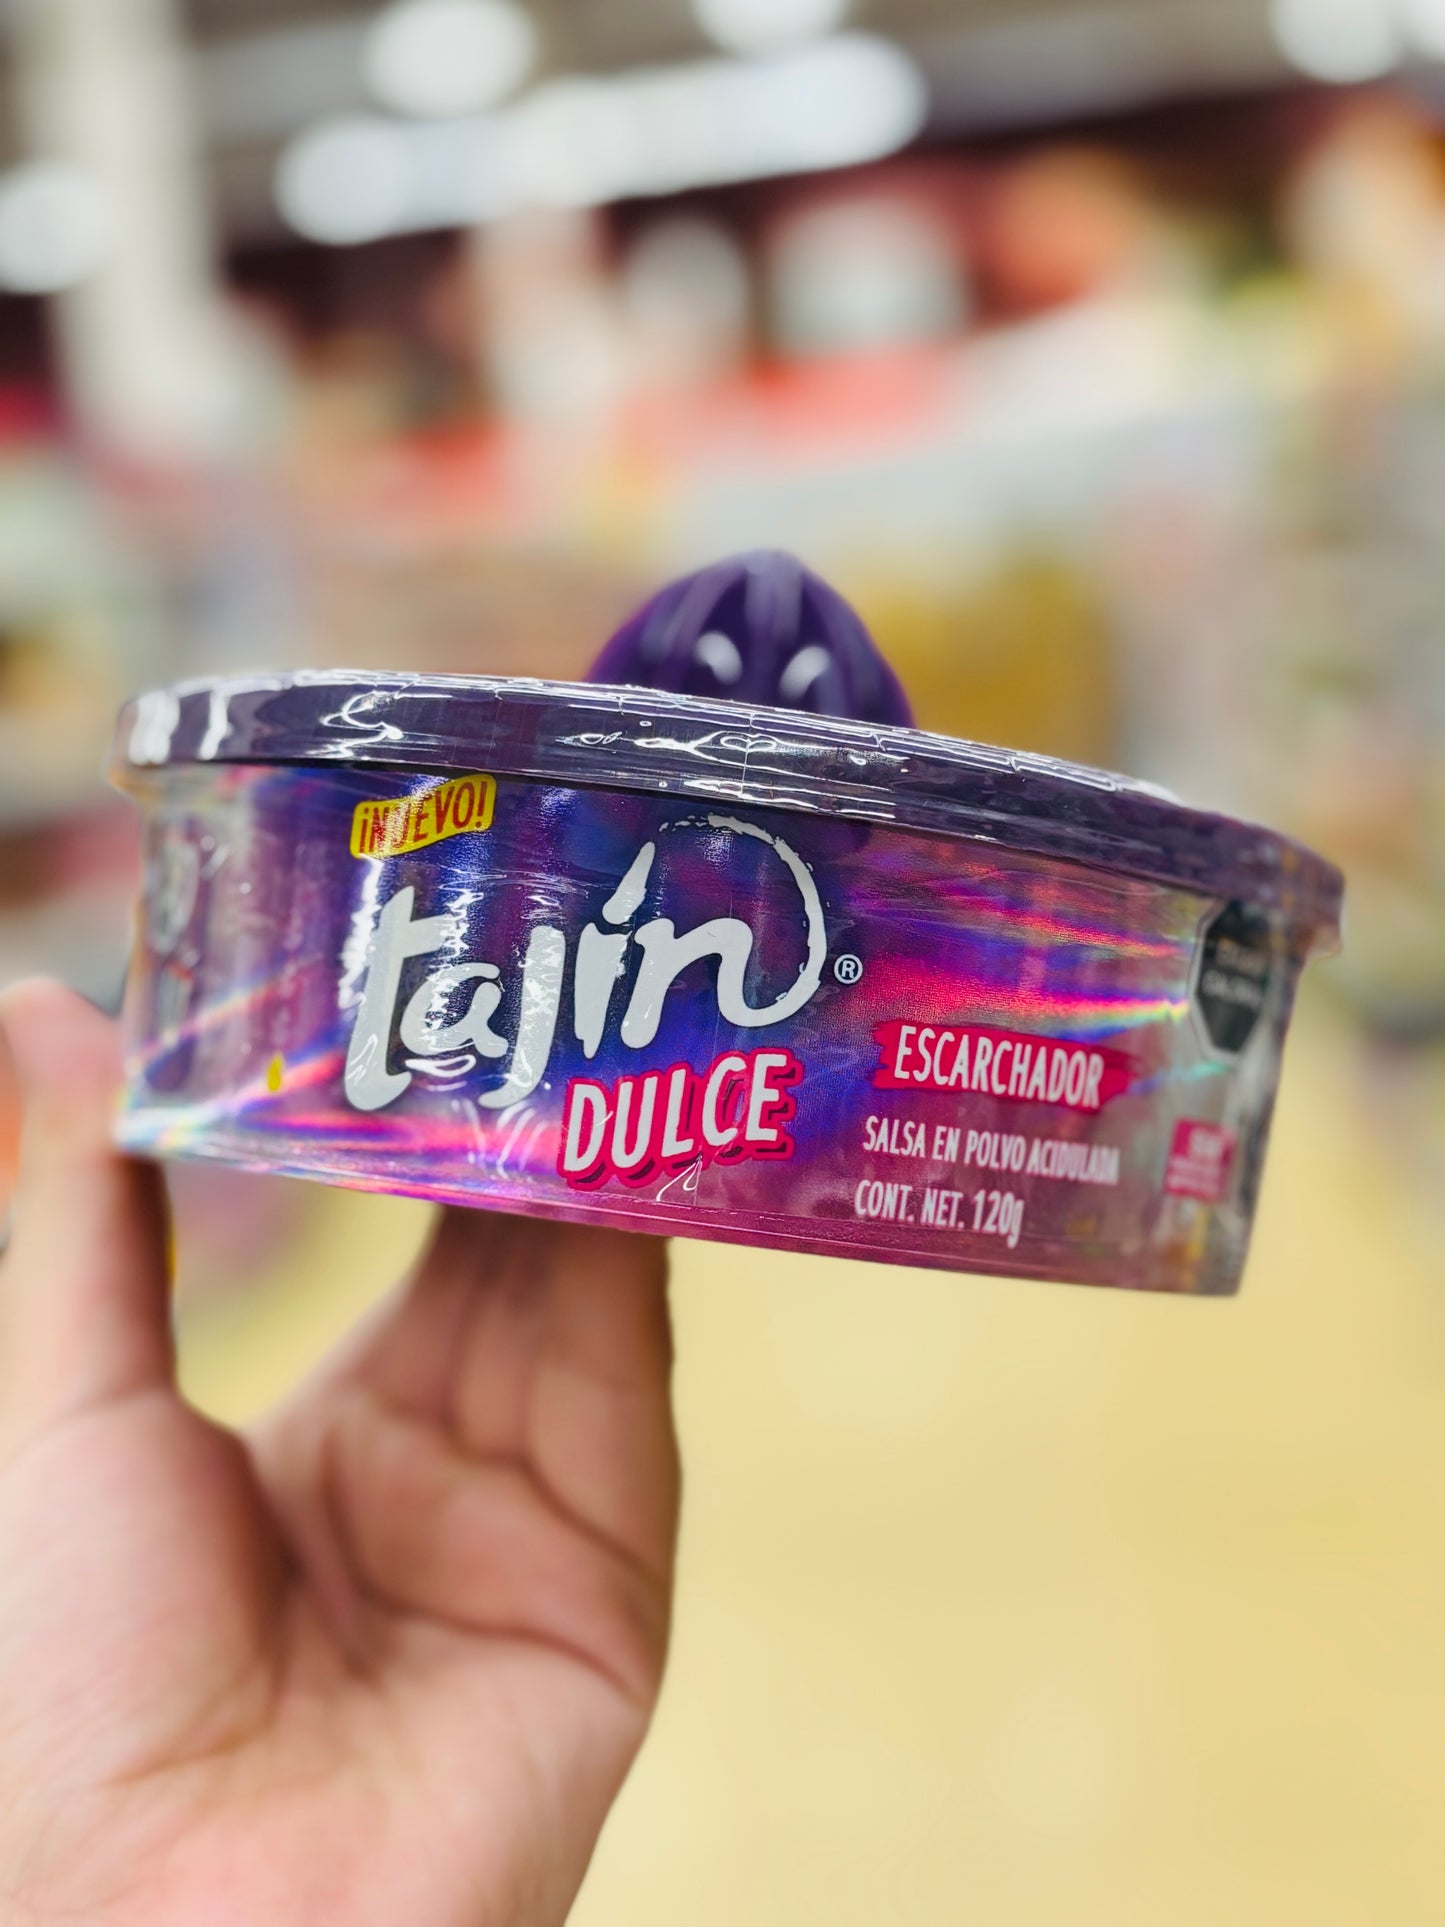 ¡NUEVO!
tajín®
DULCE
ESCARCHADOR
SALSA EN POLVO ACIDULADA
CONT. NET. 120g